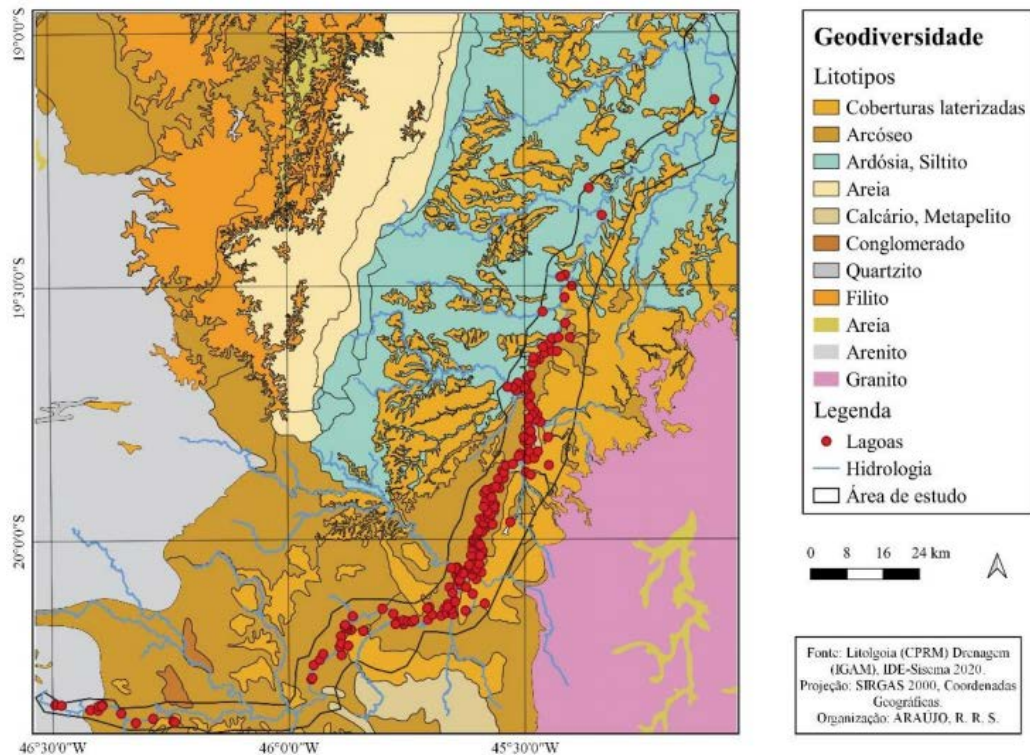 19°0'0"S
19°30'0"S
20°0'0"S
46°30'0"W
46°0'0"W
45°30'0"W
Geodiversidade
Litotipos
Coberturas laterizadas
Arcóseo
Ardósia, Siltito
Areia
Calcário, Metapelito
Conglomerado
Quartzito
Filito
Areia
Arenito
Granito
Legenda
Lagoas
Hidrologia
Área de estudo
0 8 16 24 km
Fonte: Litolgoia (CPRM) Drenagem
(IGAM), IDE-Sisema 2020.
Projeção: SIRGAS 2000, Coordenadas
Geográficas.
Organização: ARAÚJO, R. R. S.